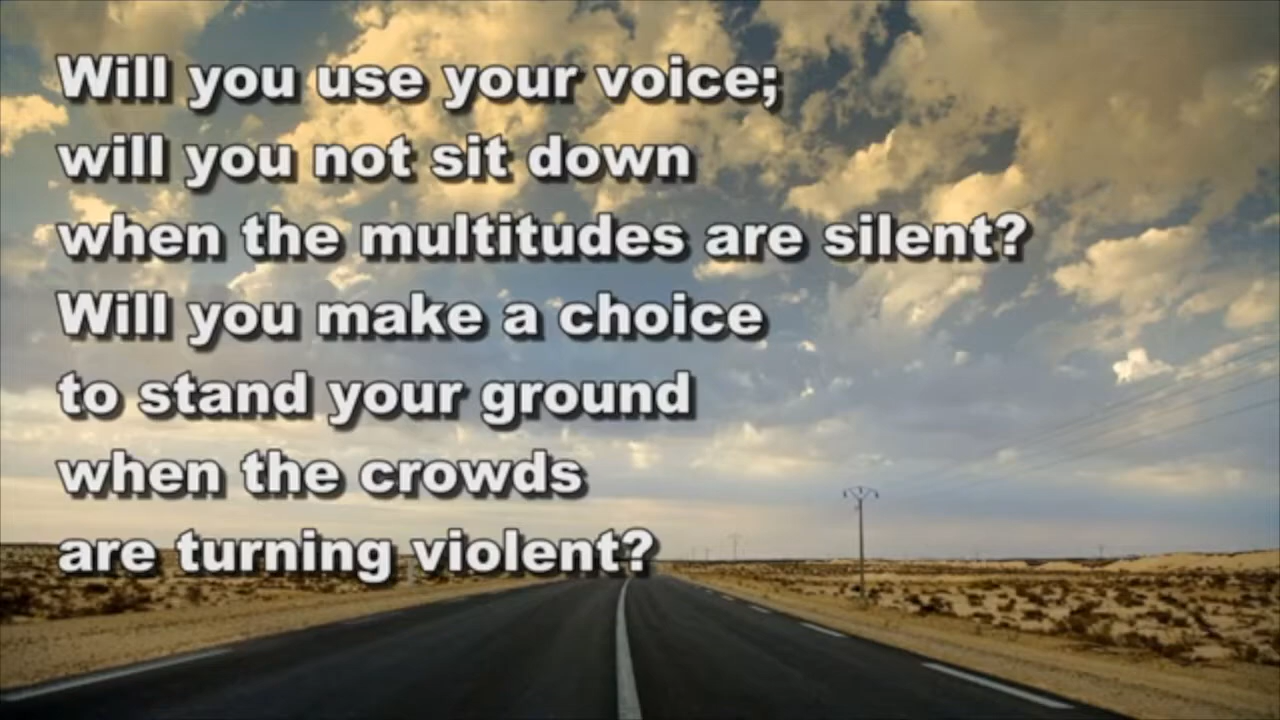 Will you use your voice;
will you not sit down
when the multitudes are silent?
Will you make a choice
to stand your ground
when the crowds
are turning violent?